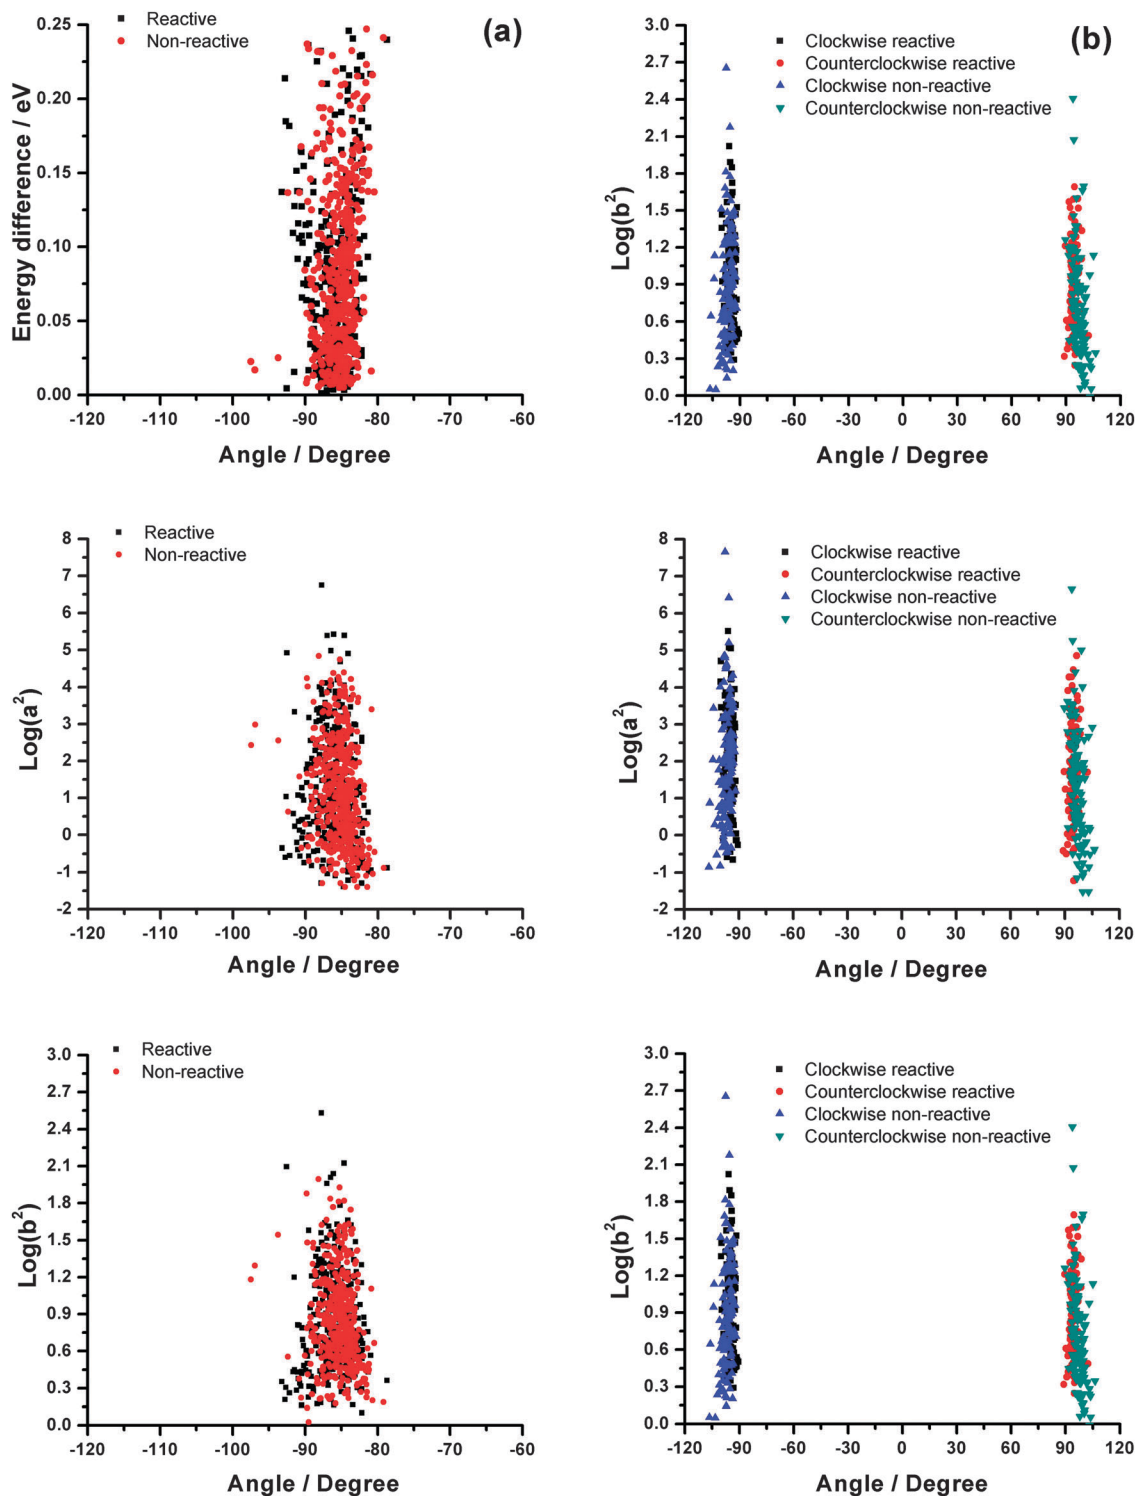 (a)
Reactive
Non-reactive
Energy difference / eV
0.25
0.20
0.15
0.10
0.05
0.00
-120 -110 -100 -90 -80 -70 -60
Angle / Degree
(b)
Clockwise reactive
Counterclockwise reactive
Clockwise non-reactive
Counterclockwise non-reactive
Log(b²)
3.0
2.7
2.4
2.1
1.8
1.5
1.2
0.9
0.6
0.3
0.0
-120 -90 -60 -30 0 30 60 90 120
Angle / Degree
Reactive
Non-reactive
Log(a²)
8
7
6
5
4
3
2
1
0
-1
-2
-120 -110 -100 -90 -80 -70 -60
Angle / Degree
Clockwise reactive
Counterclockwise reactive
Clockwise non-reactive
Counterclockwise non-reactive
Log(a²)
8
7
6
5
4
3
2
1
0
-1
-2
-120 -90 -60 -30 0 30 60 90 120
Angle / Degree
Reactive
Non-reactive
Log(b²)
3.0
2.7
2.4
2.1
1.8
1.5
1.2
0.9
0.6
0.3
0.0
-120 -110 -100 -90 -80 -70 -60
Angle / Degree
Clockwise reactive
Counterclockwise reactive
Clockwise non-reactive
Counterclockwise non-reactive
Log(b²)
3.0
2.7
2.4
2.1
1.8
1.5
1.2
0.9
0.6
0.3
0.0
-120 -90 -60 -30 0 30 60 90 120
Angle / Degree